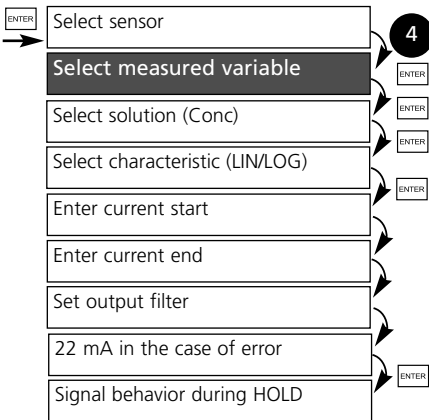 ENTER
Select sensor
4
Select measured variable
ENTER
Select solution (Conc)
ENTER
ENTER
Select characteristic (LIN/LOG)
ENTER
Enter current start
Enter current end
Set output filter
22 mA in the case of error
ENTER
Signal behavior during HOLD